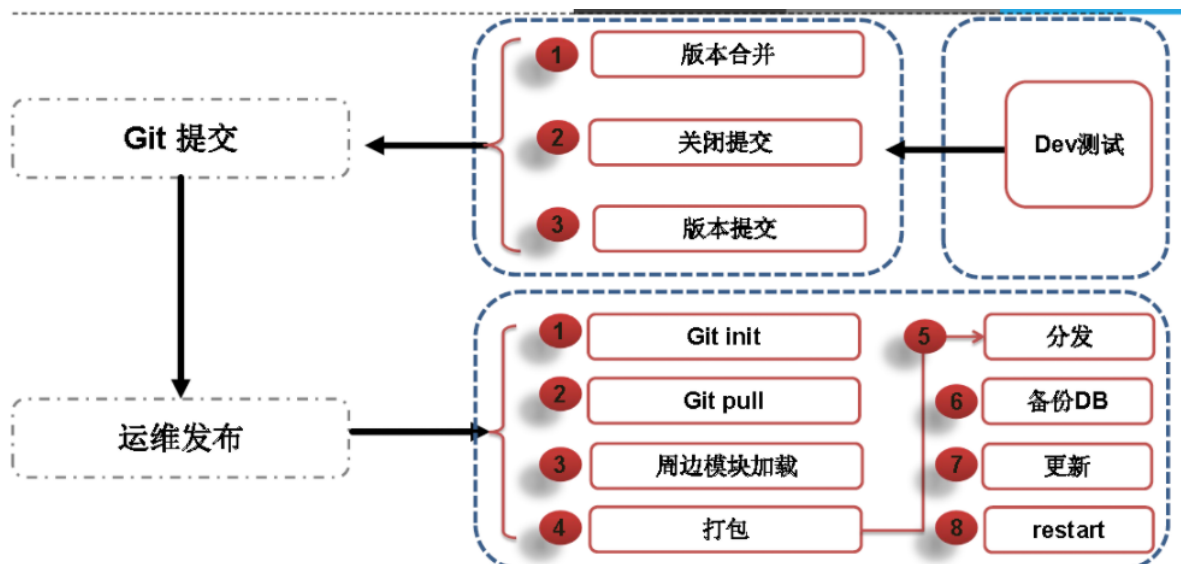 1 版本合并
Git 提交
2 关闭提交
Dev测试
3 版本提交
运维发布
1 Git init
2 Git pull
3 周边模块加载
4 打包
5 分发
6 备份DB
7 更新
8 restart